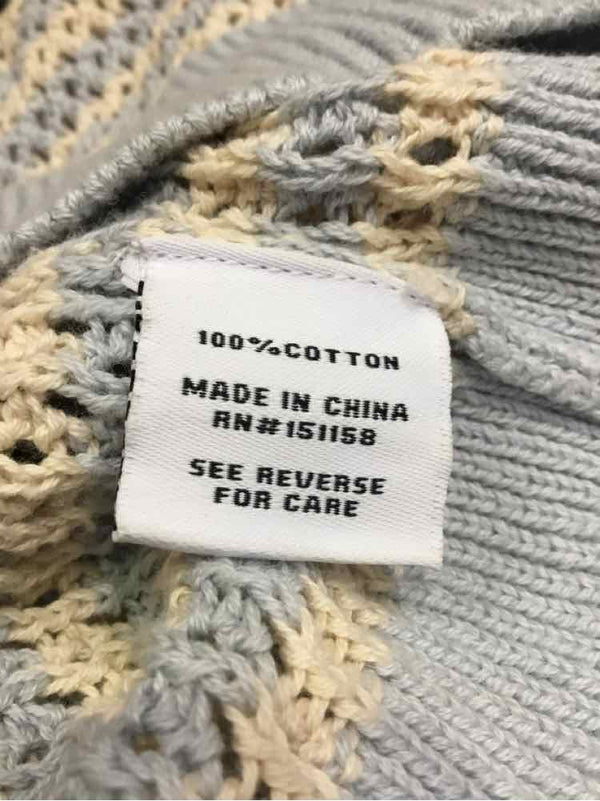 100%COTTON
MADE IN CHINA
RN#151158
SEE REVERSE
FOR CARE